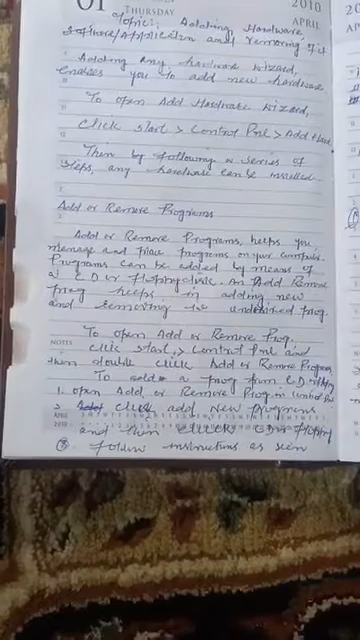 01 THURSDAY
2010
APRIL
Topic: Adding Hardware,
Software/Application and removing it
Adding any hardware wizard,
enables you to add new hardware
To open Add Hardware wizard,
Click start > Control Pnl > Add Hard
Then by following a series of
steps, any hardware can be installed
Add or Remove Programs
Add or Remove Programs, helps you
manage and place programs on your computer.
Programs can be added by means of
a CD or flophydisk. An Add Remove
prog helps in adding new
and removing the undesired prog.
To open Add or Remove Prog.
NOTES click start, > Control Pnl and
then double click Add or Remove Program
To add a prog from CD
1. open Add or Remove Prog in Control Pnl
2. Click add New programs
APRIL
2010
and then click CD or floppy
3 follow instructions as seen